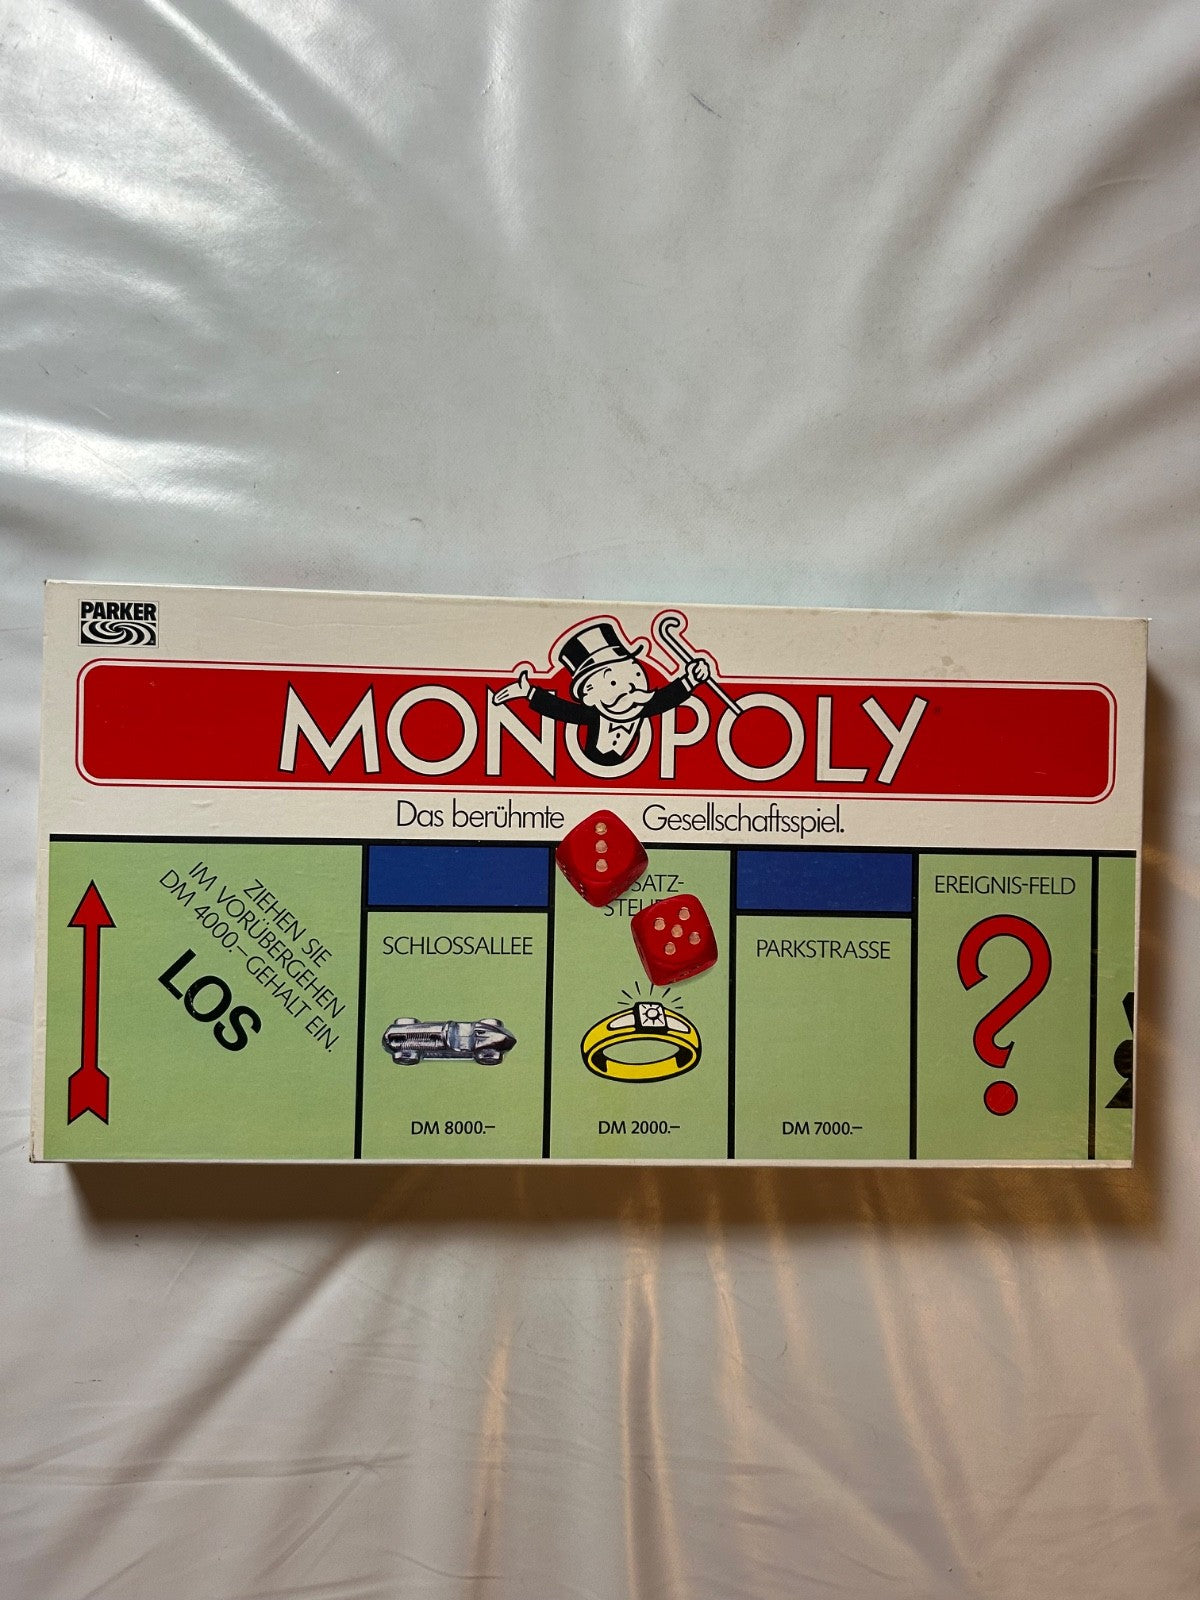 PARKER
MONOPOLY
Das berühmte Gesellschaftsspiel.
ZIEHEN SIE
IM VORÜBERGEHEN
DM 4000.-GEHALT EIN.
LOS
SCHLOSSALLEE
DM 8000.-
DM 2000.-
PARKSTRASSE
DM 7000.-
EREIGNIS-FELD